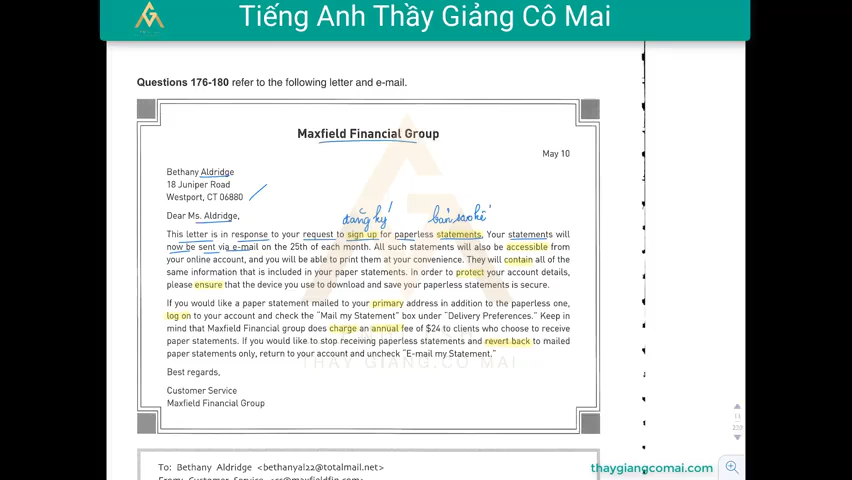 Tiếng Anh Thầy Giảng Cô Mai
Questions 176-180 refer to the following letter and e-mail.
Maxfield Financial Group
May 10
Bethany Aldridge
18 Juniper Road
Westport, CT 06880
Dear Ms. Aldridge,
đăng ký bản sao kê
This letter is in response to your request to sign up for paperless statements. Your statements will
now be sent via e-mail on the 25th of each month. All such statements will also be accessible from
your online account, and you will be able to print them at your convenience. They will contain all of the
same information that is included in your paper statements. In order to protect your account details,
please ensure that the device you use to download and save your paperless statements is secure.
If you would like a paper statement mailed to your primary address in addition to the paperless one,
log on to your account and check the "Mail my Statement" box under "Delivery Preferences." Keep in
mind that Maxfield Financial group does charge an annual fee of $24 to clients who choose to receive
paper statements. If you would like to stop receiving paperless statements and revert back to mailed
paper statements only, return to your account and uncheck "E-mail my Statement."
THAY GIANG.CO MAI
Best regards,
Customer Service
Maxfield Financial Group
To: Bethany Aldridge <bethanyal22@totalmail.net>
From: Customer Service <cs@maxfieldfin.com>
thaygiangcomai.com